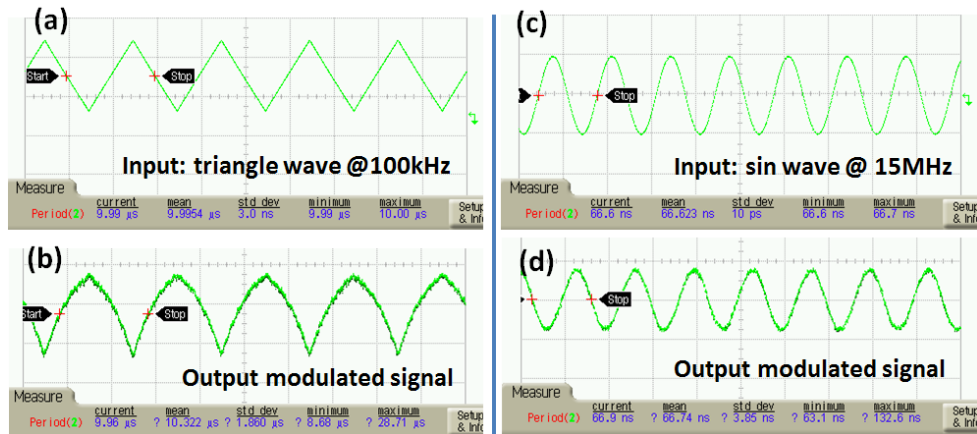 (a)
Start
Stop
Input: triangle wave @100kHz
Measure
current mean std dev minimum maximum
Period(2) 9.99 µs 9.9954 µs 3.0 ns 9.99 µs 10.00 µs
Setup
& Info
(b)
Start
Stop
Output modulated signal
Measure
current mean std dev minimum maximum
Period(2) 9.96 µs ? 10.322 µs ? 1.860 µs ? 8.68 µs ? 28.71 µs
Setup
& Info
(c)
Stop
Input: sin wave @ 15MHz
Measure
current mean std dev minimum maximum
Period(2) 66.6 ns 66.623 ns 10 ps 66.6 ns 66.7 ns
Setup
& Info
(d)
Stop
Output modulated signal
Measure
current mean std dev minimum maximum
Period(2) 66.9 ns ? 66.74 ns ? 3.85 ns ? 63.1 ns ? 132.6 ns
Setup
& Info